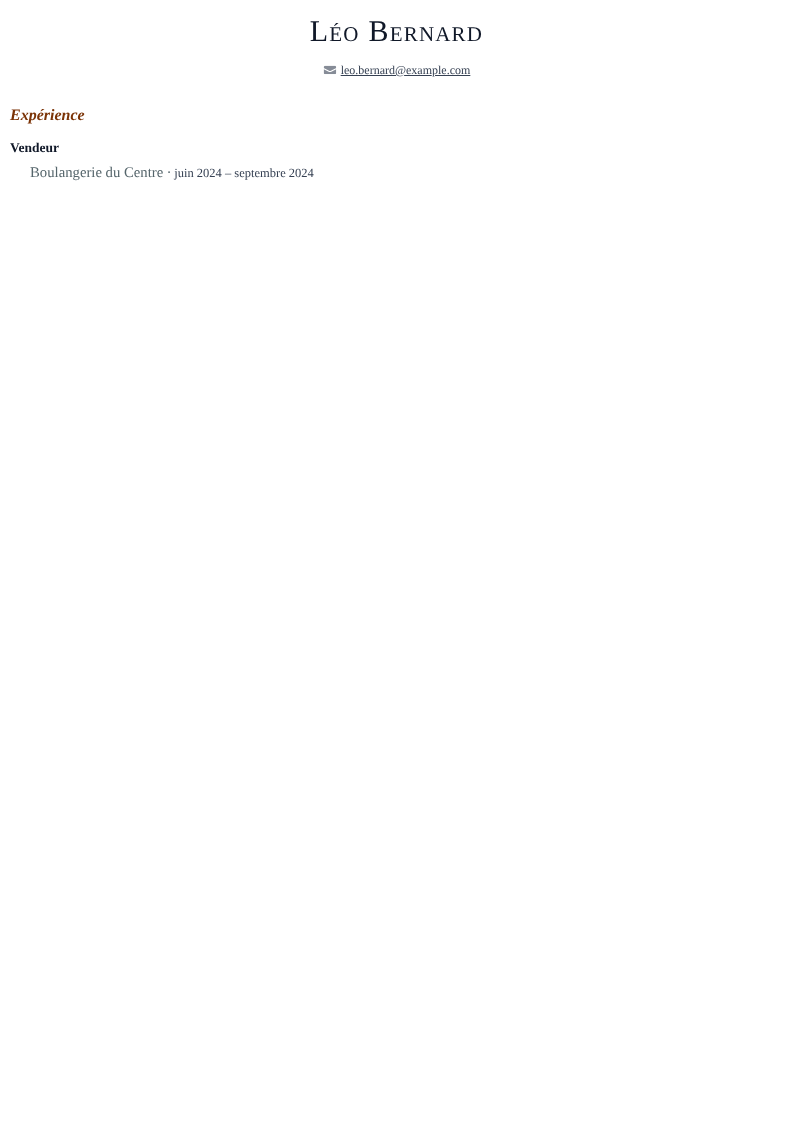 Léo Bernard
leo.bernard@example.com
Expérience
Vendeur
Boulangerie du Centre · juin 2024 – septembre 2024